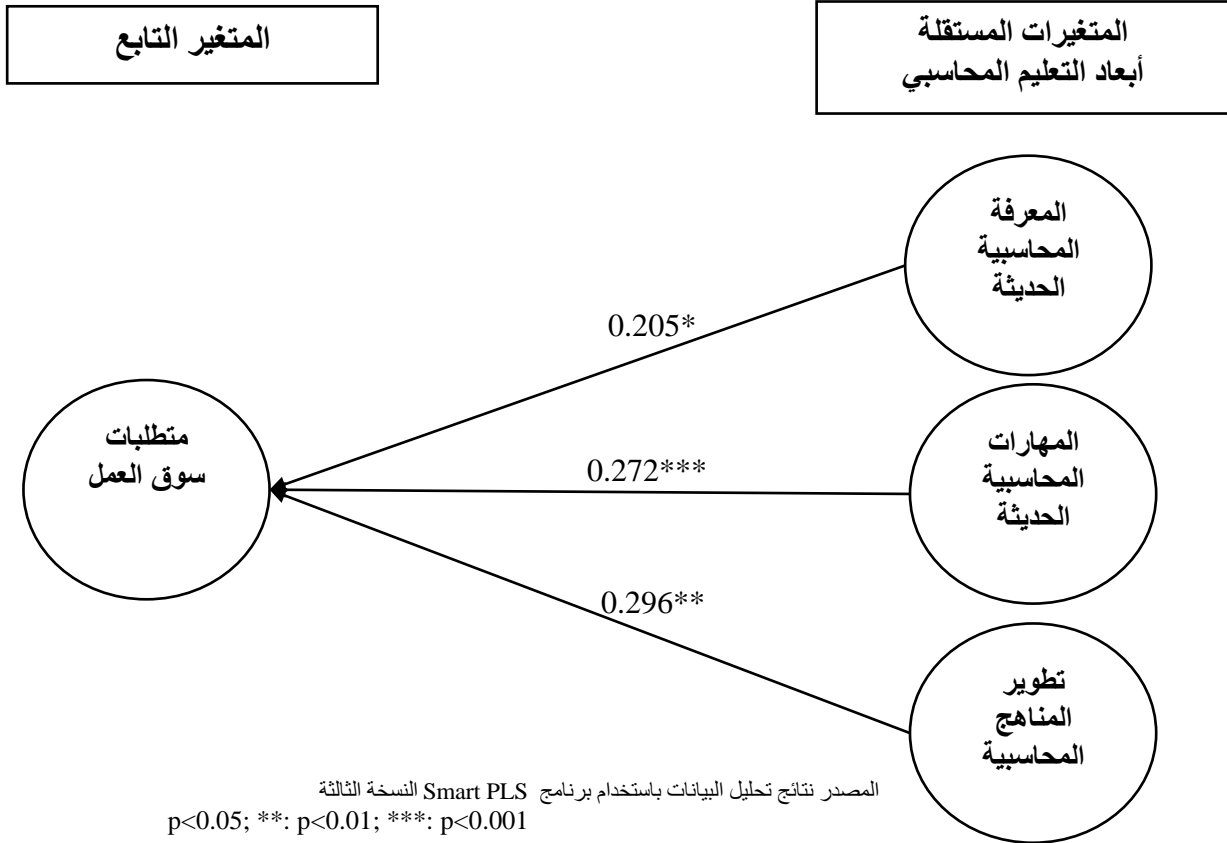 المتغيرات المستقلة
أبعاد التعليم المحاسبي
المتغير التابع
المعرفة
المحاسبية
الحديثة
0.205*
المهارات
المحاسبية
الحديثة
0.272***
متطلبات
سوق العمل
0.296**
تطوير
المناهج
المحاسبية
المصدر نتائج تحليل البيانات باستخدام برنامج Smart PLS النسخة الثالثة
p<0.05; **: p<0.01; ***: p<0.001